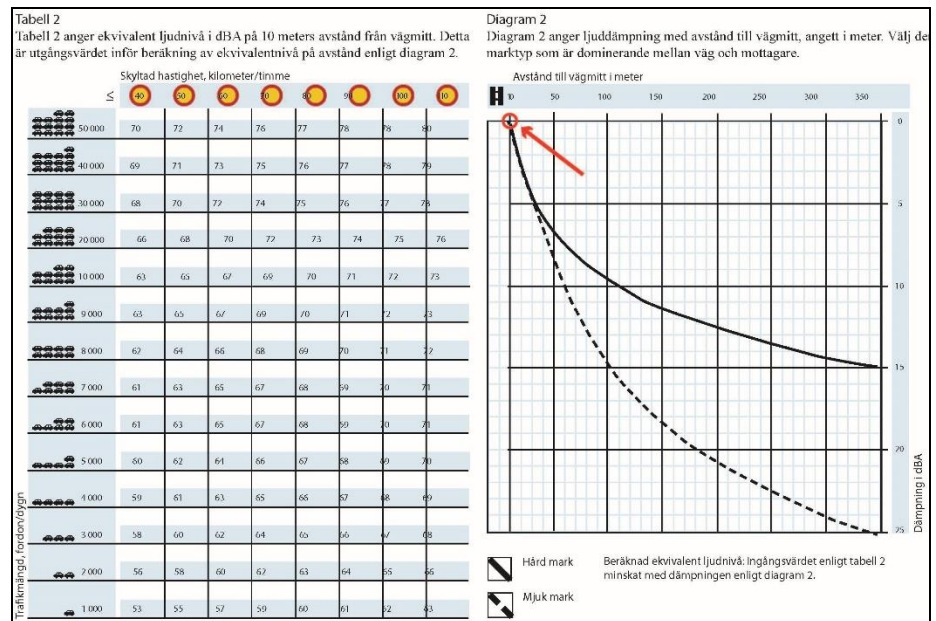 Tabell 2
Tabell 2 anger ekvivalent ljudnivå i dBA på 10 meters avstånd från vägmitt. Detta
är utgångsvärdet inför beräkning av ekvivalentnivå på avstånd enligt diagram 2.
Skyltad hastighet, kilometer/timme
≤ 40 50 60 70 80 90 100 110
50 000 70 72 74 76 77 78 78 80
40 000 69 71 73 75 76 77 78 79
30 000 68 70 72 74 75 76 77 78
20 000 66 68 70 72 73 74 75 76
10 000 63 65 67 69 70 71 72 73
9 000 63 65 67 69 70 71 72 73
8 000 62 64 66 68 69 70 71 72
7 000 61 63 65 67 68 69 70 71
6 000 61 63 65 67 68 69 70 71
5 000 60 62 64 66 67 68 69 70
4 000 59 61 63 65 66 67 68 69
3 000 58 60 62 64 65 66 67 68
2 000 56 58 60 62 63 64 65 66
1 000 53 55 57 59 60 61 62 63
Trafikmängd, fordon/dygn
Diagram 2
Diagram 2 anger ljuddämpning med avstånd till vägmitt, angett i meter. Välj de
marktyp som är dominerande mellan väg och mottagare.
Avstånd till vägmitt i meter
10 50 100 150 200 250 300 350
0
5
10
15
20
25
Dämpning i dBA
Hård mark
Mjuk mark
Beräknad ekvivalent ljudnivå: Ingångsvärdet enligt tabell 2
minskat med dämpningen enligt diagram 2.